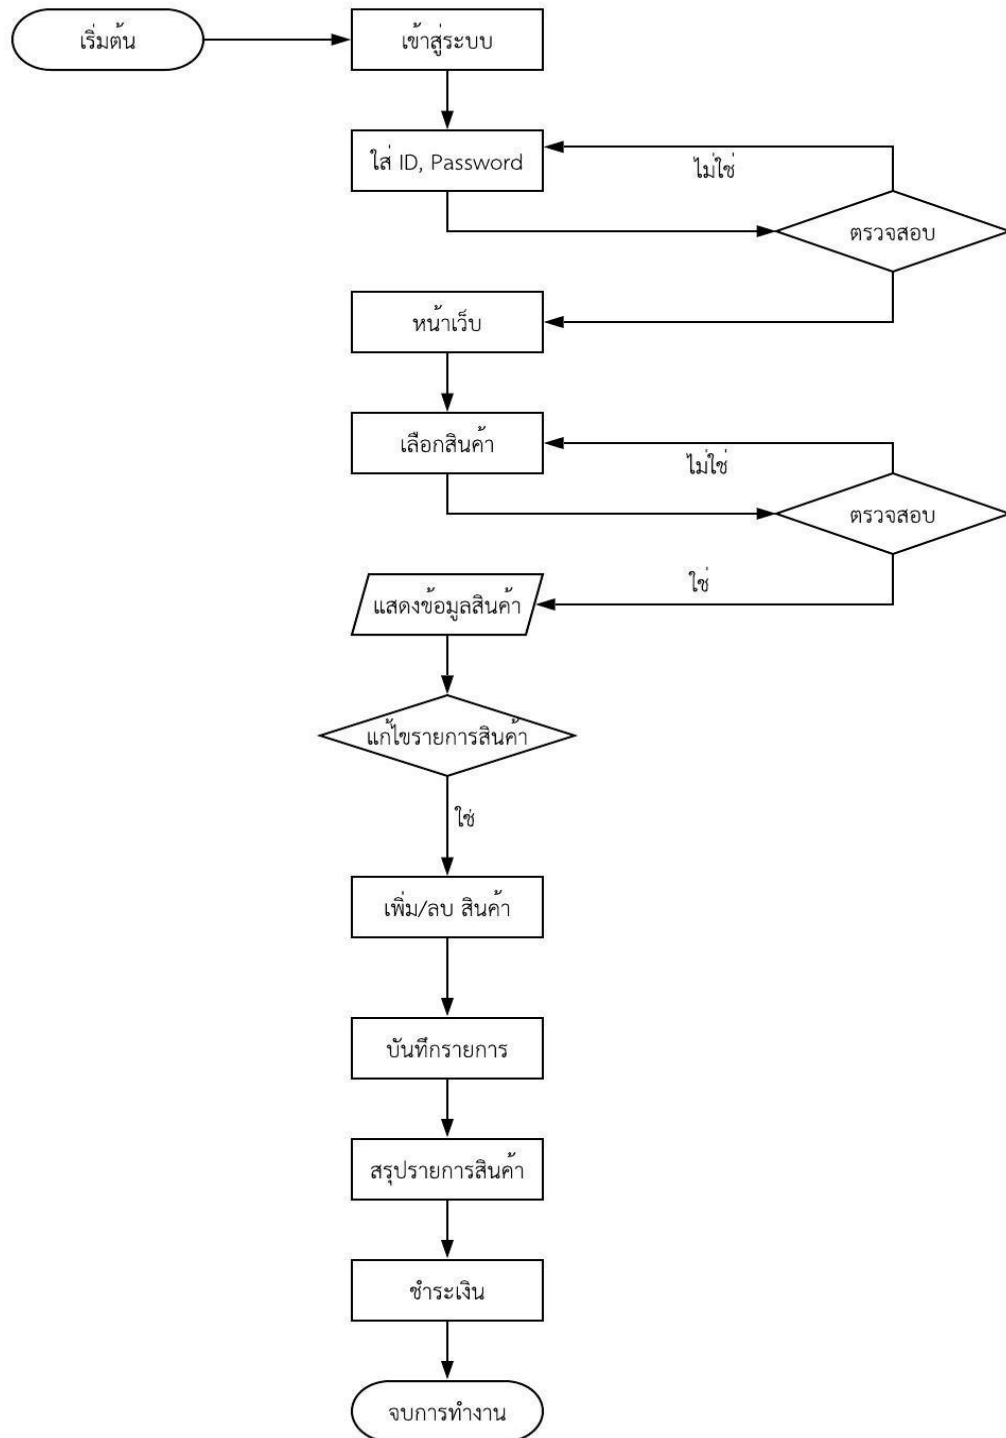 เริ่มต้น
เข้าสู่ระบบ
ใส่ ID, Password
ไม่ใช่
ตรวจสอบ
หน้าเว็บ
เลือกสินค้า
ไม่ใช่
ตรวจสอบ
ใช่
แสดงข้อมูลสินค้า
แก้ไขรายการสินค้า
ใช่
เพิ่ม/ลบ สินค้า
บันทึกรายการ
สรุปรายการสินค้า
ชำระเงิน
จบการทำงาน